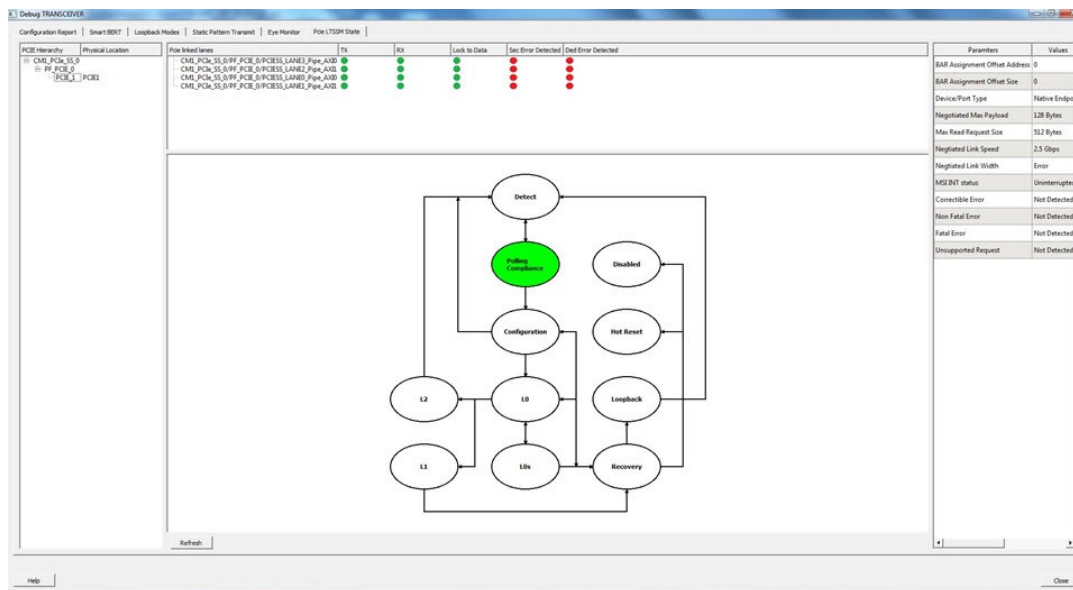 Debug TRANSCEIVER
Configuration Report Smart BERT Loopback Modes Static Pattern Transmit Eye Monitor Pcie LTSSM State
PCIE Hierarchy Physical Location
CM1_PCIe_SS_0
PF_PCIE_0
PCIE_1 PCIE1
Pcie linked lanes TX RX Lock to Data Sec Error Detected Ded Error Detected
CM1_PCIe_SS_0/PF_PCIE_0/PCIESS_LANE3_Pipe_AXI0
CM1_PCIe_SS_0/PF_PCIE_0/PCIESS_LANE2_Pipe_AXI1
CM1_PCIe_SS_0/PF_PCIE_0/PCIESS_LANE0_Pipe_AXI0
CM1_PCIe_SS_0/PF_PCIE_0/PCIESS_LANE1_Pipe_AXI1
Detect
Polling
Compliance
Disabled
Configuration
Hot Reset
L2
L0
Loopback
L1
L0s
Recovery
Refresh
Paramters Values
BAR Assignment Offset Address 0
BAR Assignment Offset Size 0
Device/Port Type Native Endpo
Negotiated Max Payload 128 Bytes
Max Read Request Size 512 Bytes
Negtiated Link Speed 2.5 Gbps
Negtiated Link Width Error
MSI INT status Uninterrupte
Correctible Error Not Detected
Non Fatal Error Not Detected
Fatal Error Not Detected
Unsupported Request Not Detected
Help Close